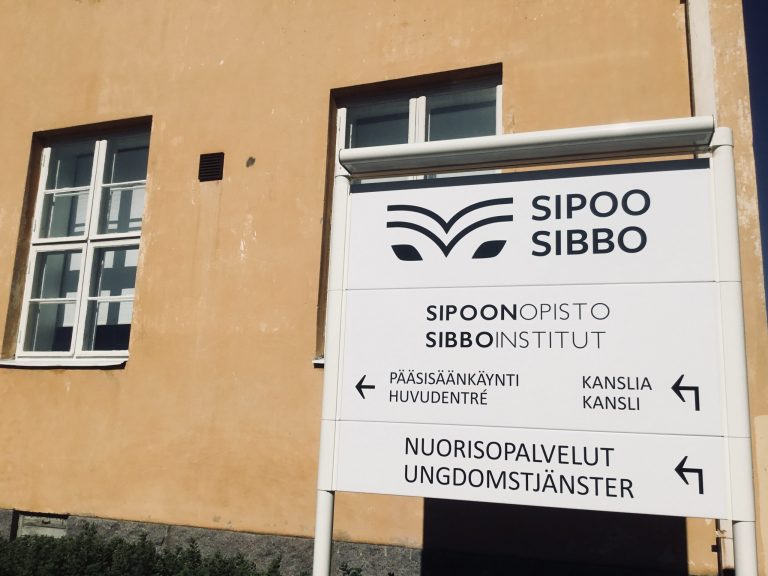 SIPOO
SIBBO
SIPOONOPISTO
SIBBOINSTITUT
PÄÄSISÄÄNKÄYNTI
HUVUDENTRÉ
KANSLIA
KANSLI
NUORISOPALVELUT
UNGDOMSTJÄNSTER